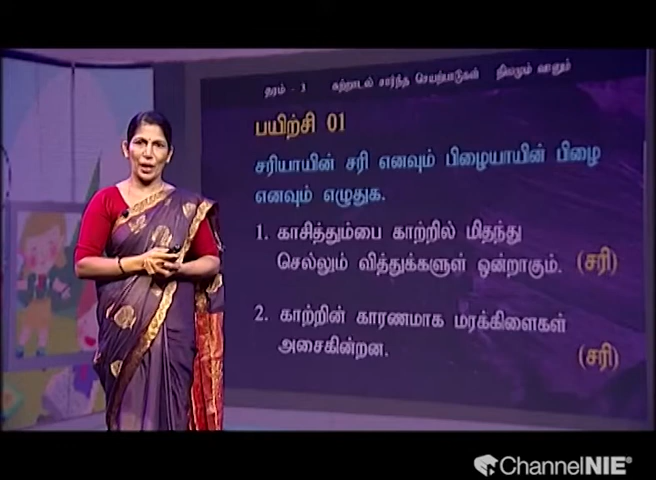 தரம் - 3 சுற்றாடல் சார்ந்த செயற்பாடுகள் நிலமும் வானும்
பயிற்சி 01
சரியாயின் சரி எனவும் பிழையாயின் பிழை
எனவும் எழுதுக.
1. காசித்தும்பை காற்றில் மிதந்து
செல்லும் வித்துக்களுள் ஒன்றாகும். (சரி)
2. காற்றின் காரணமாக மரக்கிளைகள்
அசைகின்றன. (சரி)
ChannelNIE